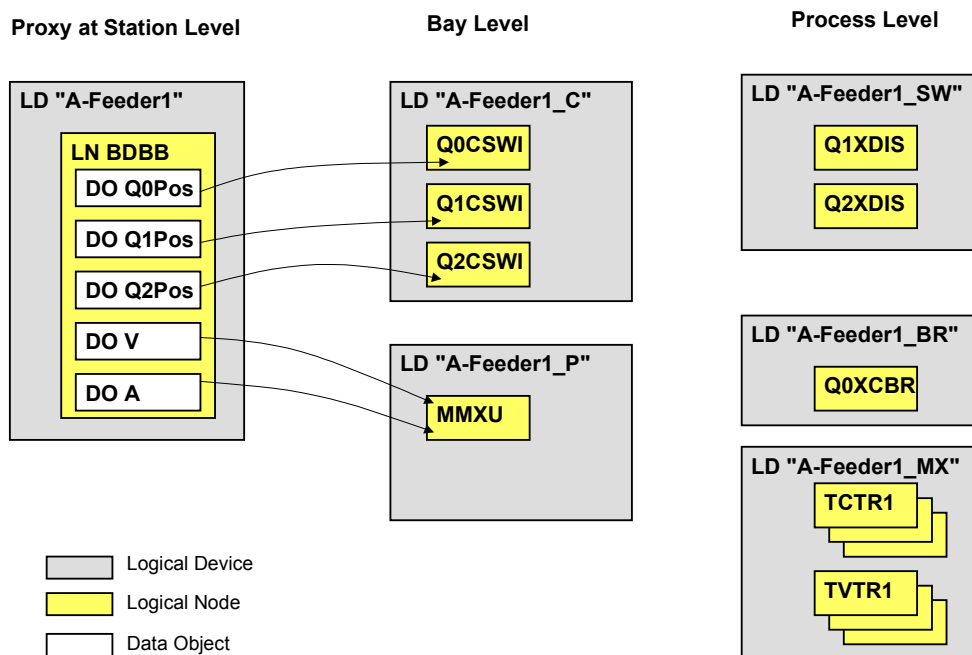 Proxy at Station Level
Bay Level
Process Level
LD "A-Feeder1"
LN BDBB
DO Q0Pos
DO Q1Pos
DO Q2Pos
DO V
DO A
LD "A-Feeder1_C"
Q0CSWI
Q1CSWI
Q2CSWI
LD "A-Feeder1_P"
MMXU
LD "A-Feeder1_SW"
Q1XDIS
Q2XDIS
LD "A-Feeder1_BR"
Q0XCBR
LD "A-Feeder1_MX"
TCTR1
TVTR1
Logical Device
Logical Node
Data Object